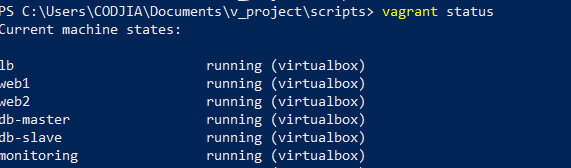 PS C:\Users\CODJIA\Documents\v_project\scripts> vagrant status
Current machine states:
lb                        running (virtualbox)
web1                      running (virtualbox)
web2                      running (virtualbox)
db-master                 running (virtualbox)
db-slave                  running (virtualbox)
monitoring                running (virtualbox)